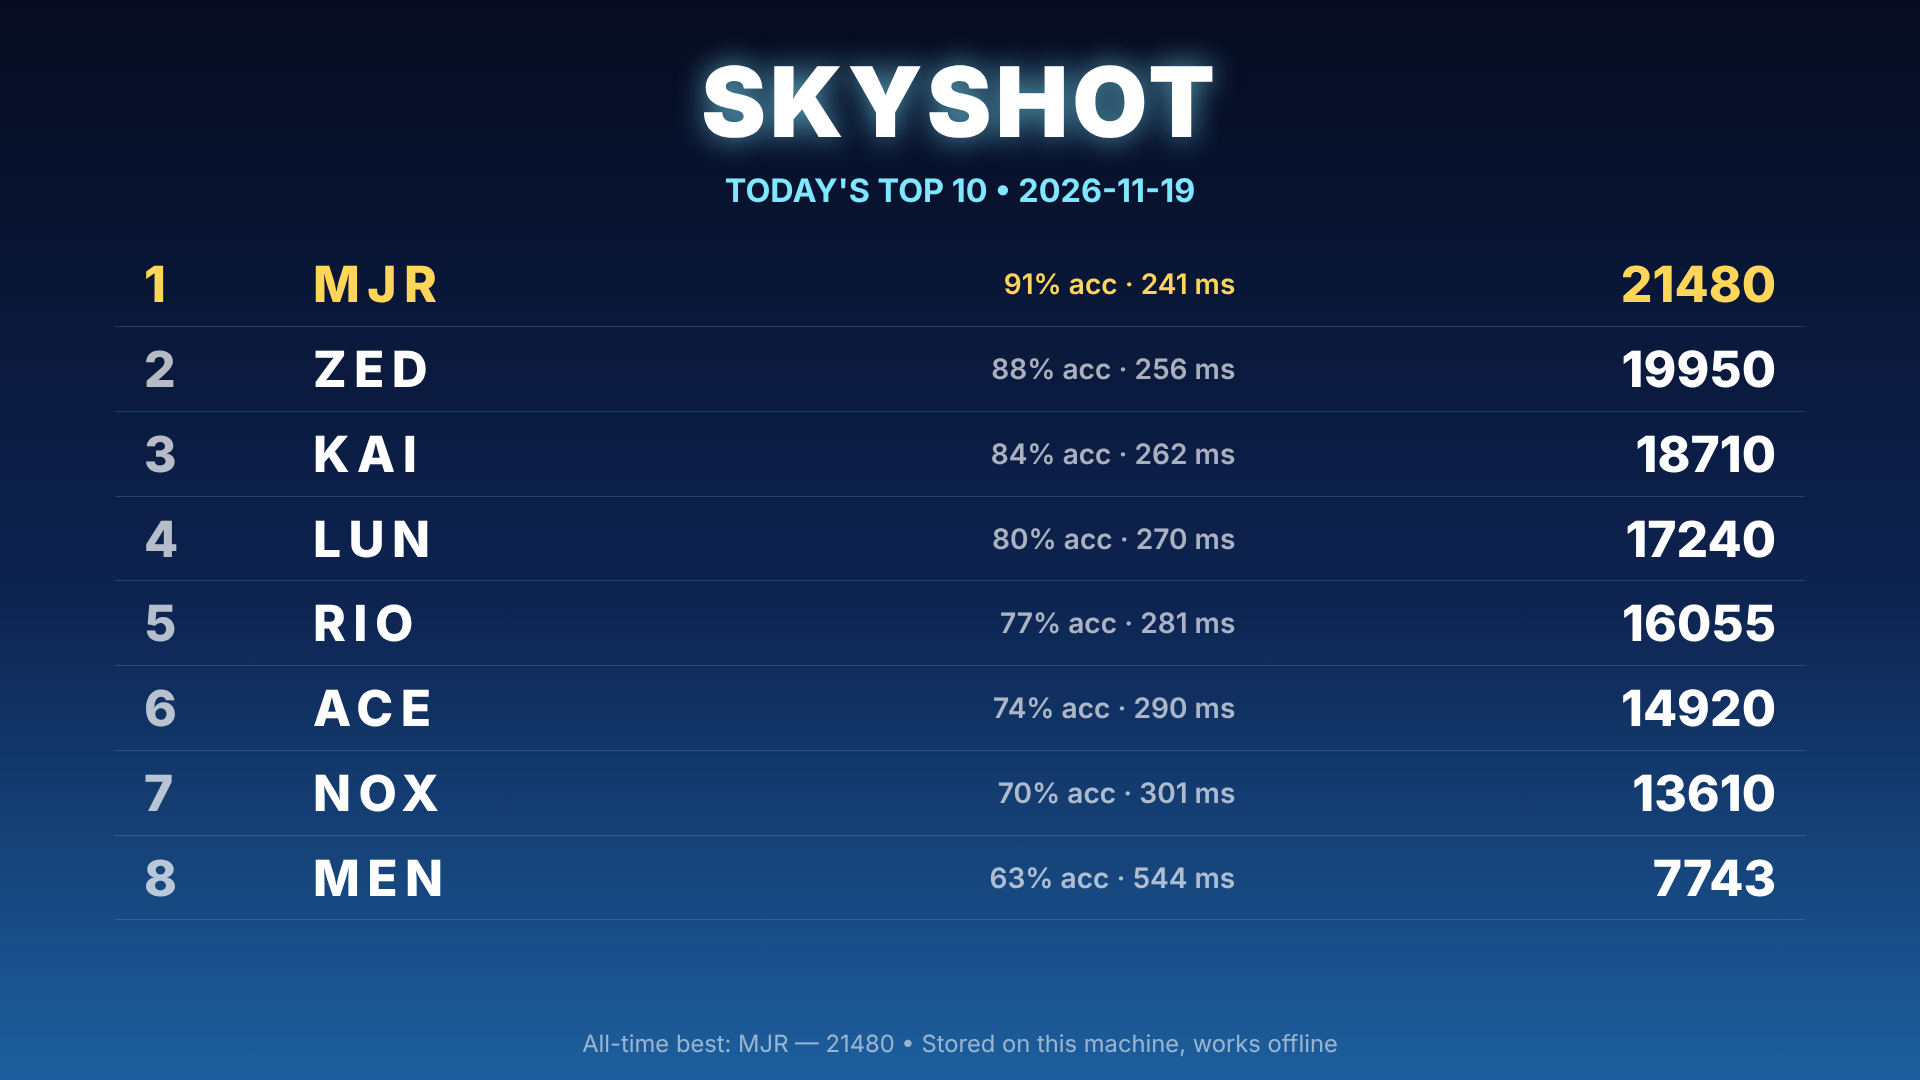 SKYSHOT
TODAY'S TOP 10 • 2026-11-19
1 MJR 91% acc · 241 ms 21480
2 ZED 88% acc · 256 ms 19950
3 KAI 84% acc · 262 ms 18710
4 LUN 80% acc · 270 ms 17240
5 RIO 77% acc · 281 ms 16055
6 ACE 74% acc · 290 ms 14920
7 NOX 70% acc · 301 ms 13610
8 MEN 63% acc · 544 ms 7743
All-time best: MJR — 21480 • Stored on this machine, works offline